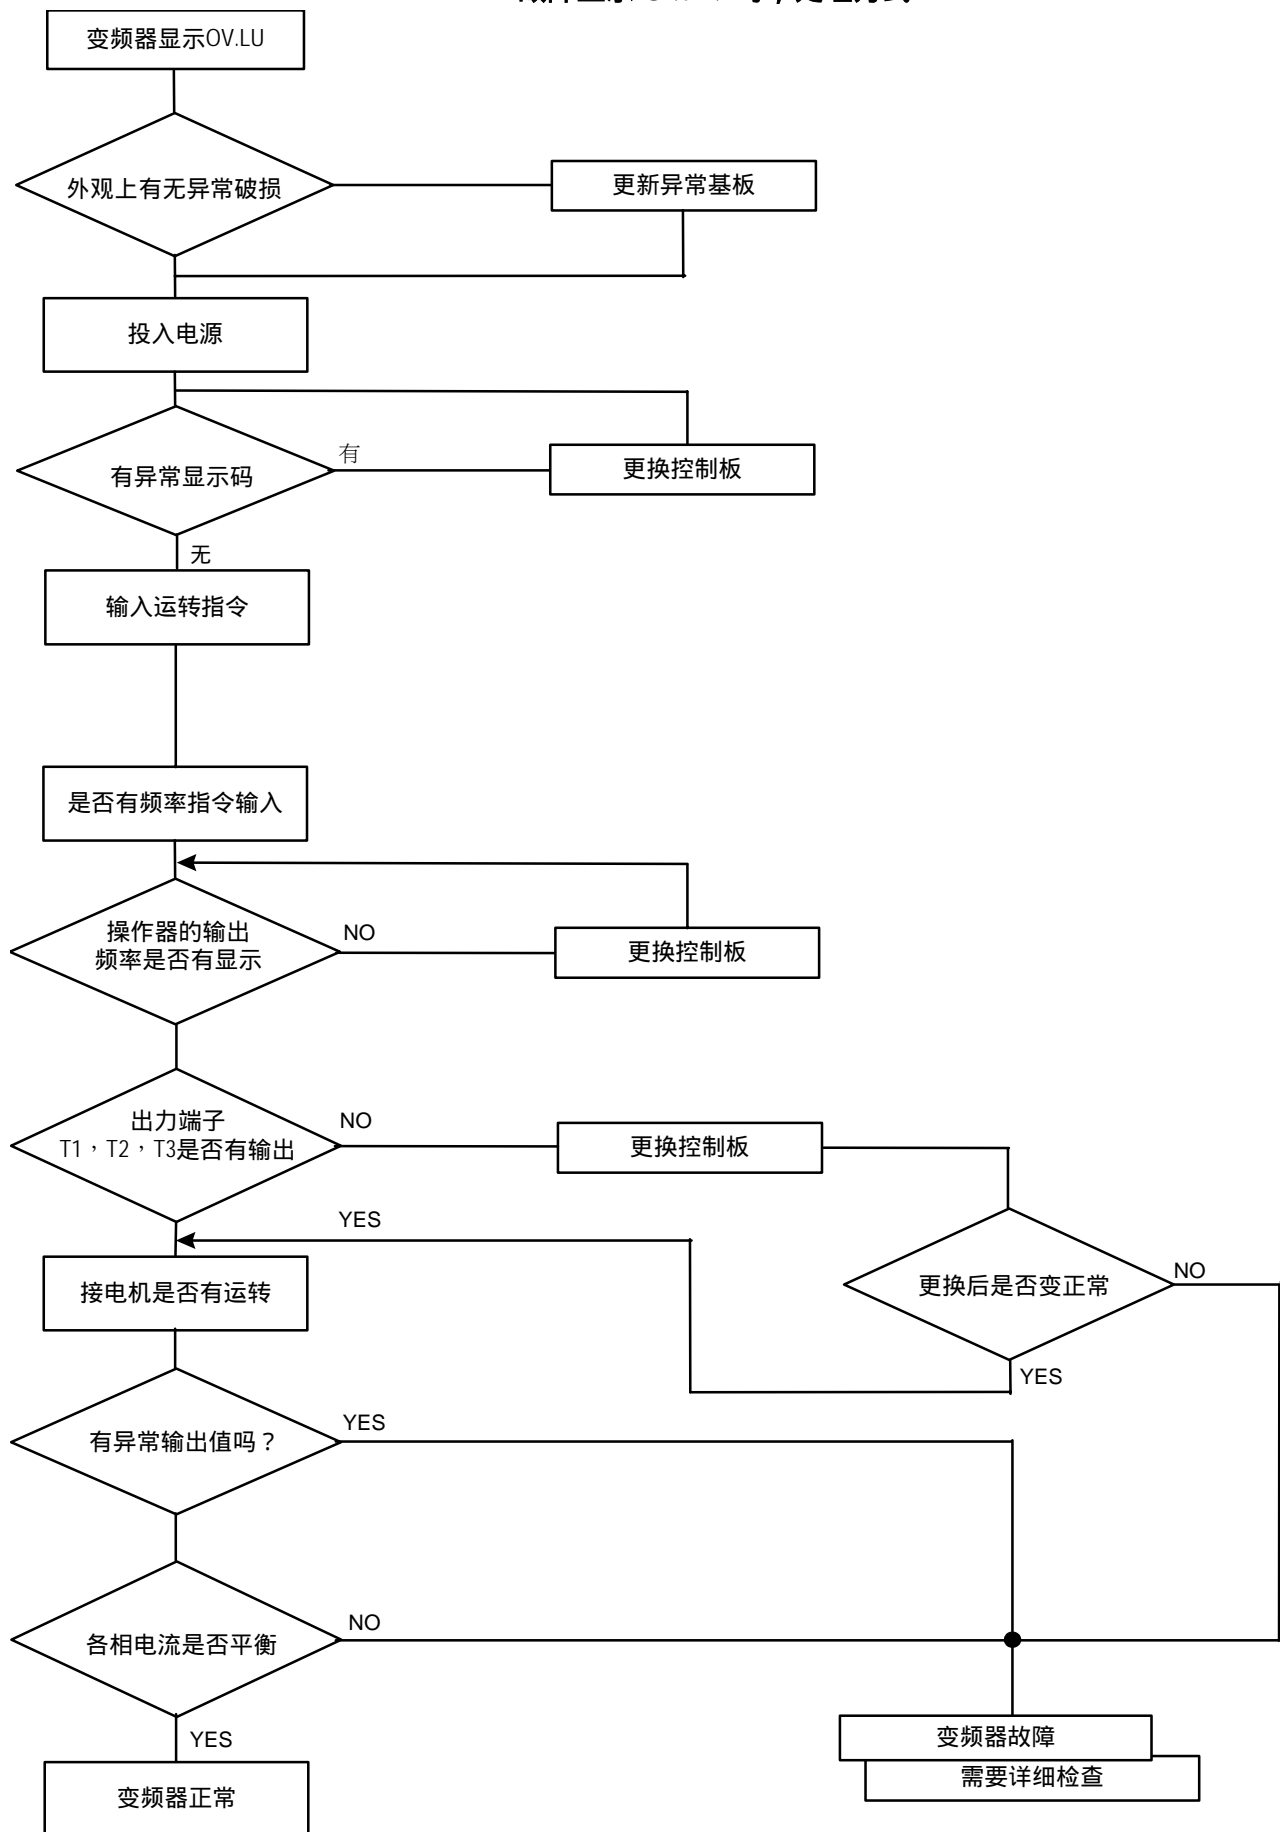 变频器显示OV.LU
外观上有无异常破损
更新异常基板
投入电源
有异常显示码
有
更换控制板
无
输入运转指令
是否有频率指令输入
操作器的输出
频率是否有显示
NO
更换控制板
出力端子
T1，T2，T3是否有输出
NO
更换控制板
YES
接电机是否有运转
更换后是否变正常
NO
YES
有异常输出值吗？
YES
各相电流是否平衡
NO
YES
变频器故障
需要详细检查
变频器正常